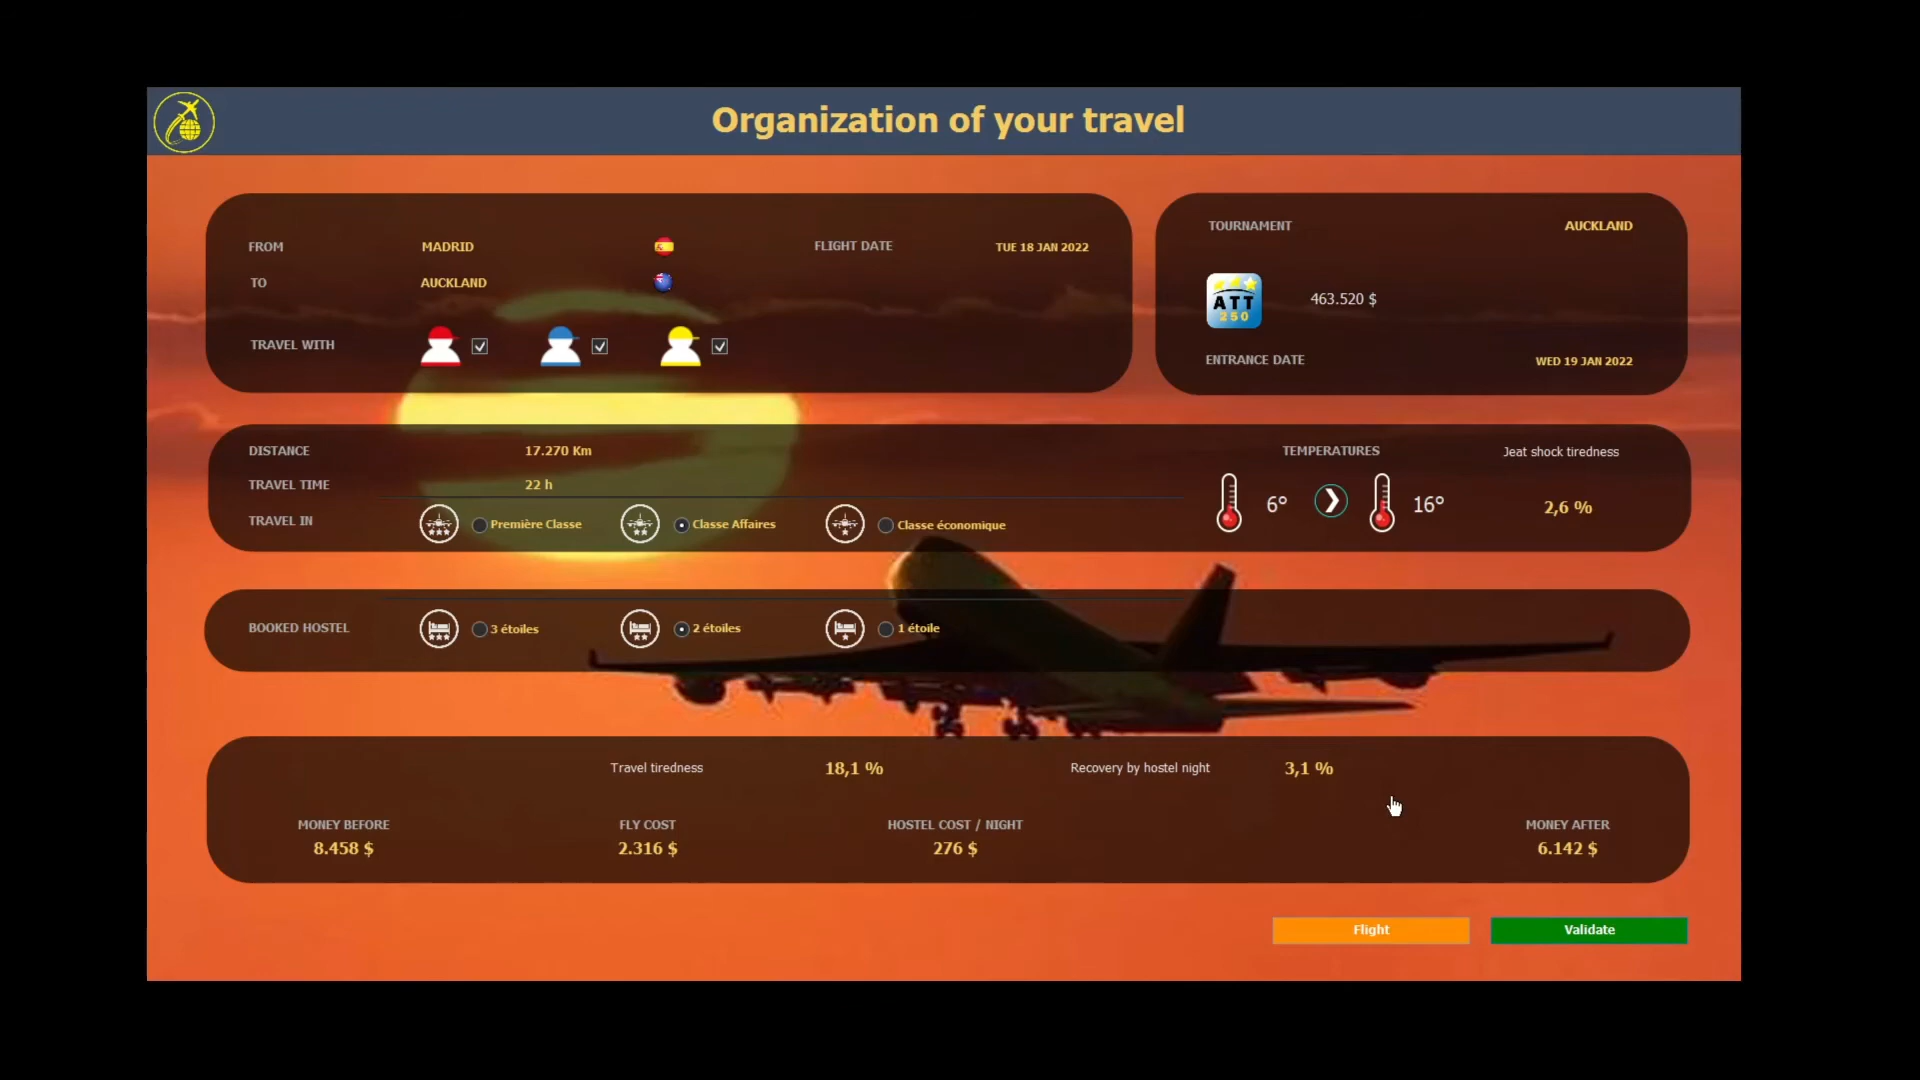 Organization of your travel
FROM MADRID FLIGHT DATE TUE 18 JAN 2022
TO AUCKLAND
TRAVEL WITH
TOURNAMENT AUCKLAND
ATT
250
463.520 $
ENTRANCE DATE WED 19 JAN 2022
DISTANCE 17.270 Km
TRAVEL TIME 22 h
TRAVEL IN Première Classe Classe Affaires Classe économique
TEMPERATURES Jeat shock tiredness
6° 16° 2,6 %
BOOKED HOSTEL 3 étoiles 2 étoiles 1 étoile
Travel tiredness 18,1 % Recovery by hostel night 3,1 %
MONEY BEFORE FLY COST HOSTEL COST / NIGHT MONEY AFTER
8.458 $ 2.316 $ 276 $ 6.142 $
Flight Validate